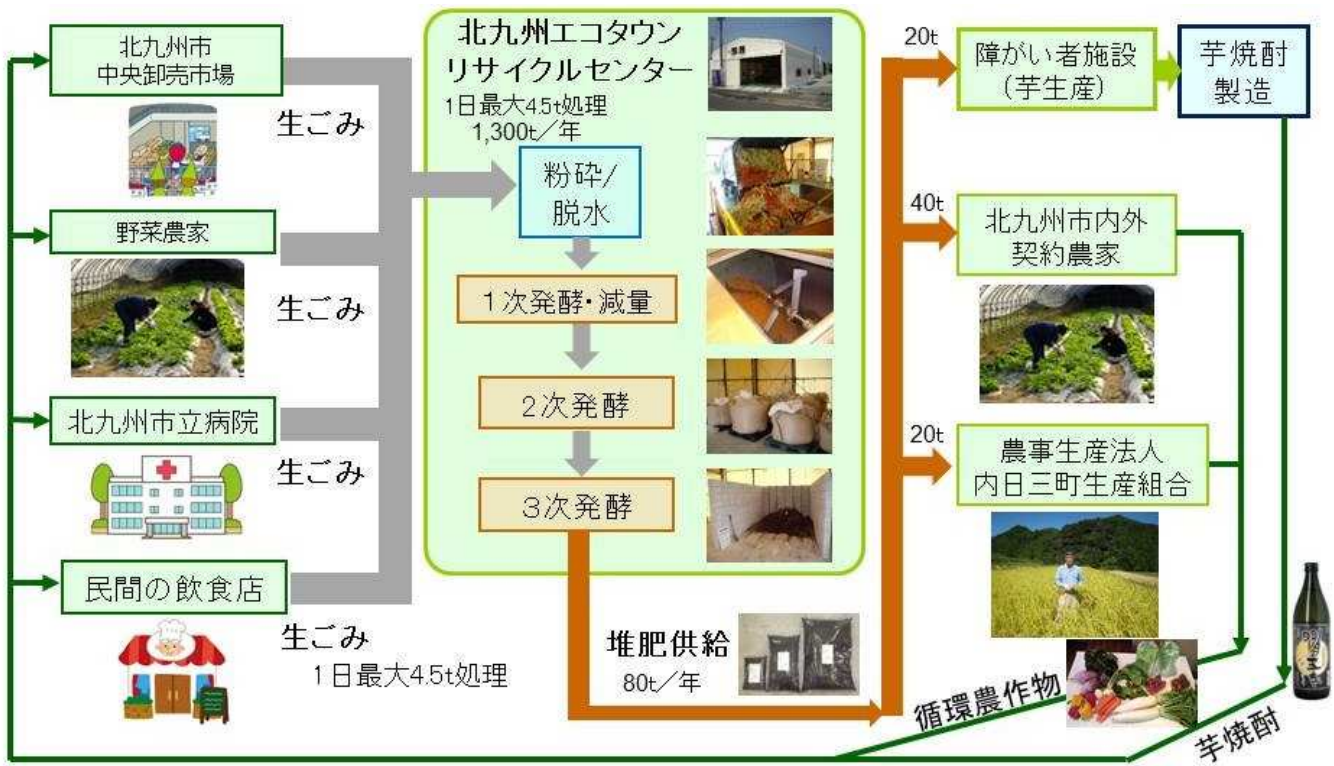 北九州市
中央卸売市場
生ごみ
野菜農家
生ごみ
北九州市立病院
生ごみ
民間の飲食店
生ごみ
1日最大4.5t処理
北九州エコタウン
リサイクルセンター
1日最大4.5t処理
1,300t／年
粉砕/
脱水
1次発酵・減量
2次発酵
3次発酵
堆肥供給
80t／年
20t
障がい者施設
(芋生産)
芋焼酎
製造
40t
北九州市内外
契約農家
20t
農事生産法人
内日三町生産組合
循環農作物
芋焼酎